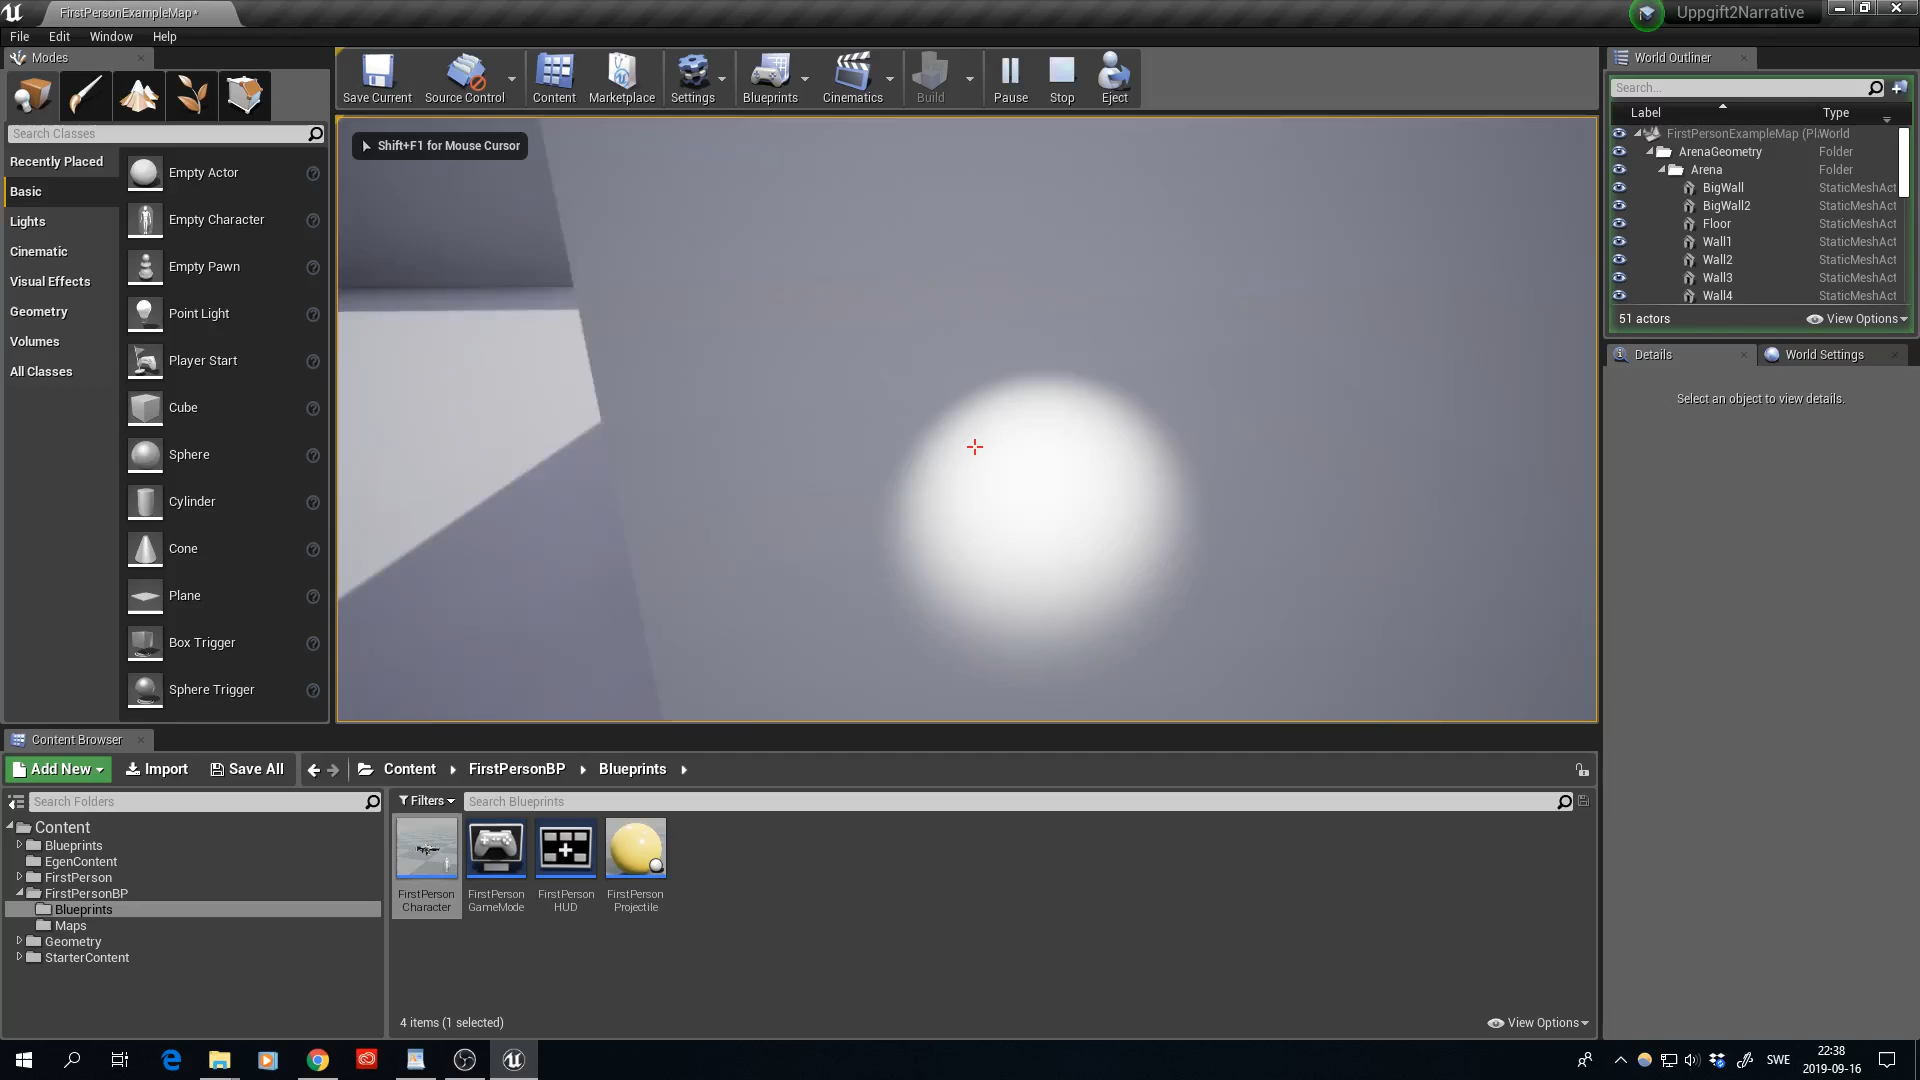 FirstPersonExampleMap*
Uppgift2Narrative
File Edit Window Help
Modes
Save Current
Source Control
Content
Marketplace
Settings
Blueprints
Cinematics
Build
Pause
Stop
Eject
Search Classes
Recently Placed
Basic
Lights
Cinematic
Visual Effects
Geometry
Volumes
All Classes
Empty Actor
Empty Character
Empty Pawn
Point Light
Player Start
Cube
Sphere
Cylinder
Cone
Plane
Box Trigger
Sphere Trigger
Shift+F1 for Mouse Cursor
World Outliner
Search...
Label Type
FirstPersonExampleMap (Pl World
ArenaGeometry Folder
Arena Folder
BigWall StaticMeshAct
BigWall2 StaticMeshAct
Floor StaticMeshAct
Wall1 StaticMeshAct
Wall2 StaticMeshAct
Wall3 StaticMeshAct
Wall4 StaticMeshAct
51 actors View Options
Details
World Settings
Select an object to view details.
Content Browser
Add New Import Save All Content FirstPersonBP Blueprints
Search Folders
Content
Blueprints
EgenContent
FirstPerson
FirstPersonBP
Blueprints
Maps
Geometry
StarterContent
Filters Search Blueprints
FirstPerson
Character
FirstPerson
GameMode
FirstPerson
HUD
FirstPerson
Projectile
4 items (1 selected) View Options
SWE
22:38
2019-09-16